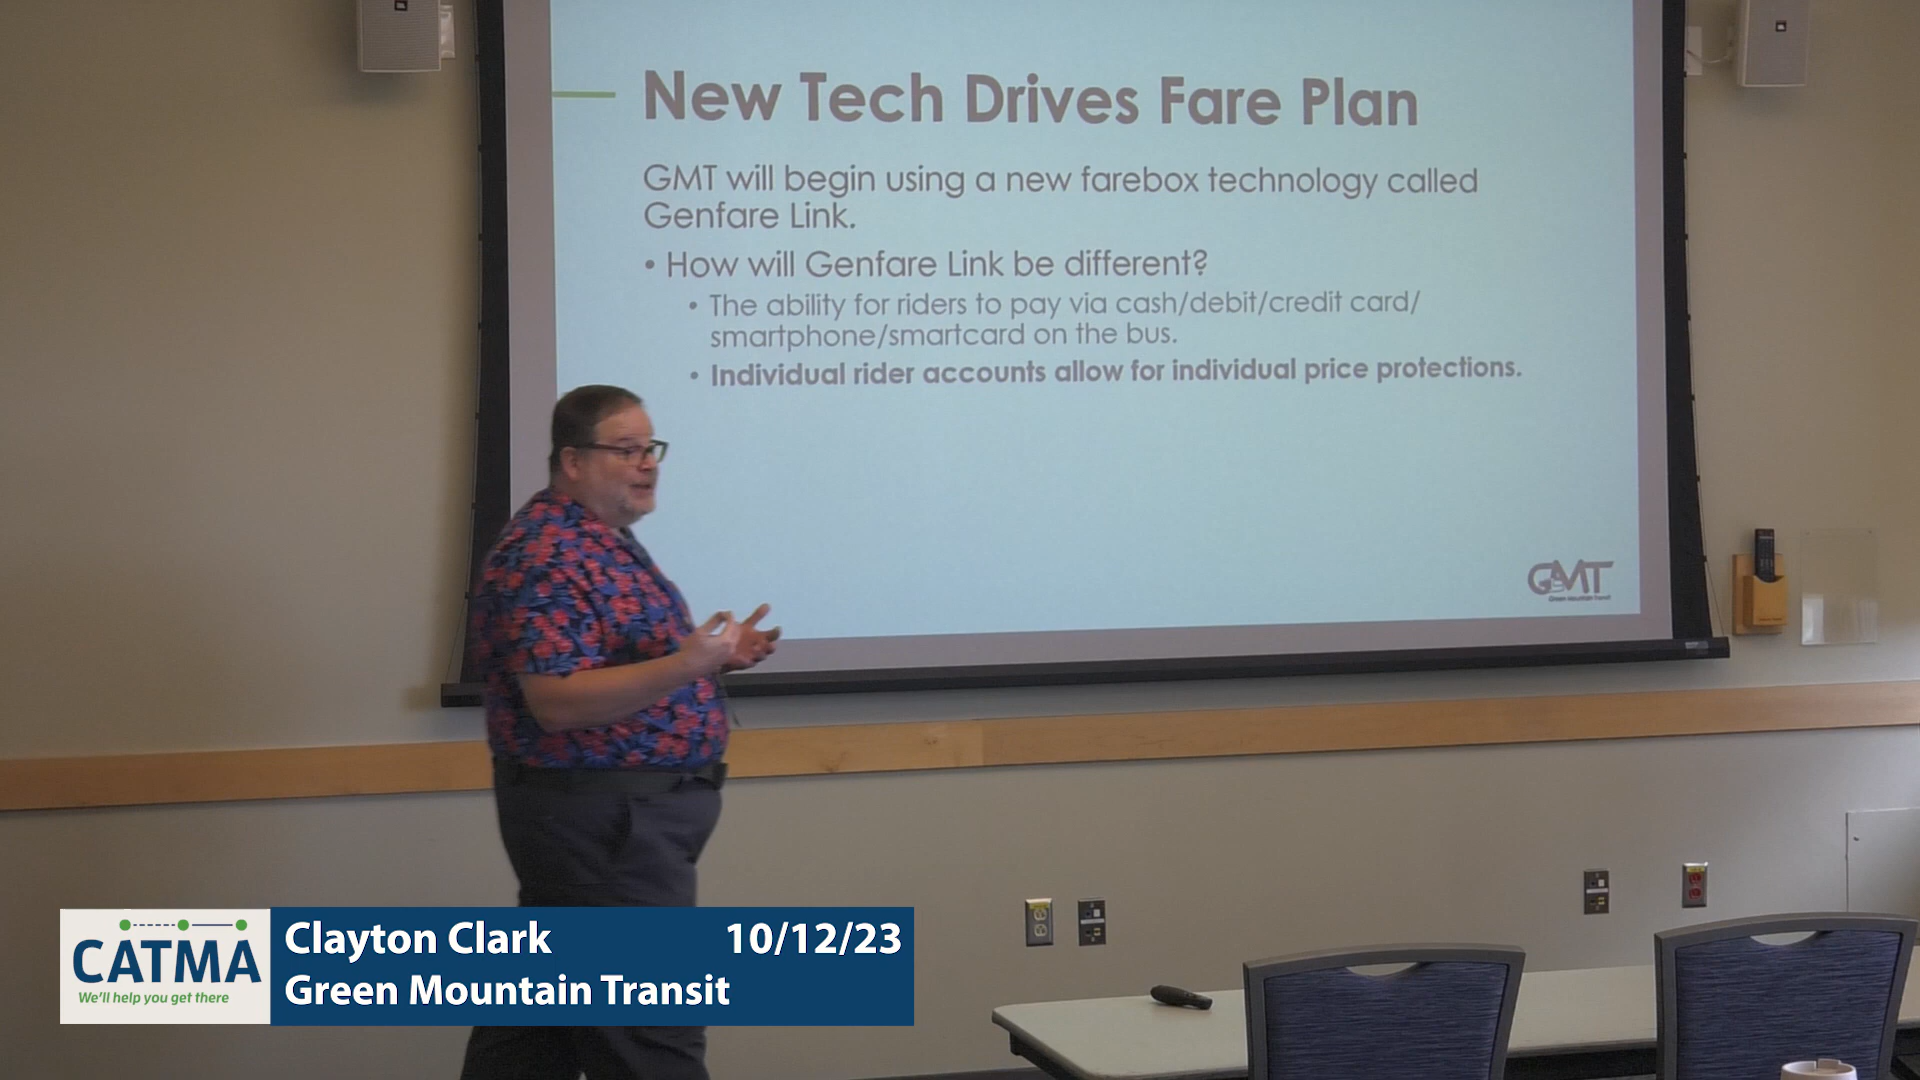 New Tech Drives Fare Plan
GMT will begin using a new farebox technology called
Genfare Link.
• How will Genfare Link be different?
• The ability for riders to pay via cash/debit/credit card/
smartphone/smartcard on the bus.
• Individual rider accounts allow for individual price protections.
GMT
Green Mountain Transit
CATMA
We'll help you get there
Clayton Clark 10/12/23
Green Mountain Transit